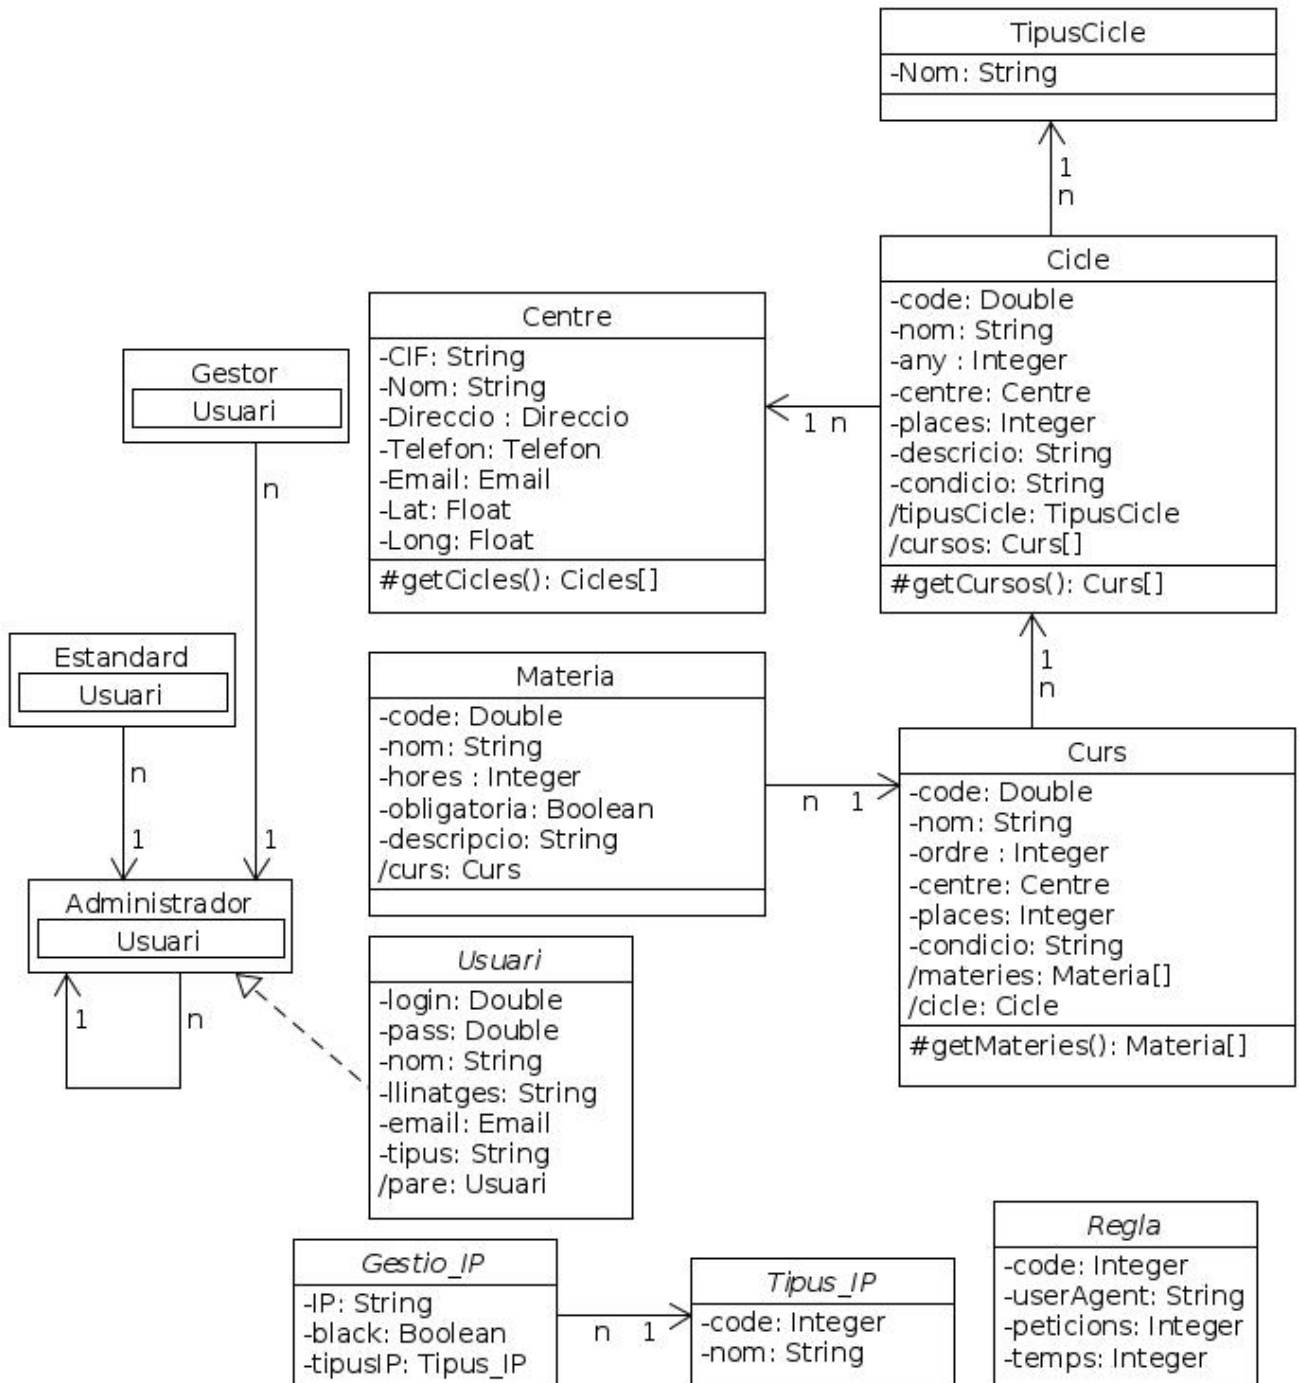 TipusCicle
-Nom: String
1
n
Cicle
-code: Double
-nom: String
-any : Integer
-centre: Centre
-places: Integer
-descricio: String
-condicio: String
/tipusCicle: TipusCicle
/cursos: Curs[]
#getCursos(): Curs[]
Centre
-CIF: String
-Nom: String
-Direccio : Direccio
-Telefon: Telefon
-Email: Email
-Lat: Float
-Long: Float
#getCicles(): Cicles[]
1 n
Gestor
Usuari
n
1
Estandard
Usuari
n
1
Administrador
Usuari
1
n
Materia
-code: Double
-nom: String
-hores : Integer
-obligatoria: Boolean
-descripcio: String
/curs: Curs
n 1
1
n
Curs
-code: Double
-nom: String
-ordre : Integer
-centre: Centre
-places: Integer
-condicio: String
/materies: Materia[]
/cicle: Cicle
#getMateries(): Materia[]
Usuari
-login: Double
-pass: Double
-nom: String
-llinatges: String
-email: Email
-tipus: String
/pare: Usuari
Gestio_IP
-IP: String
-black: Boolean
-tipusIP: Tipus_IP
n 1
Tipus_IP
-code: Integer
-nom: String
Regla
-code: Integer
-userAgent: String
-peticions: Integer
-temps: Integer